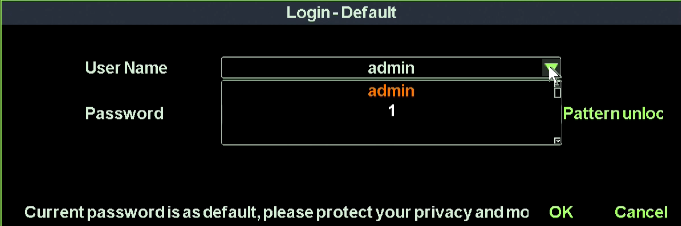 Login - Default
User Name admin
admin
1
Password Pattern unloc
Current password is as default, please protect your privacy and mo OK Cancel